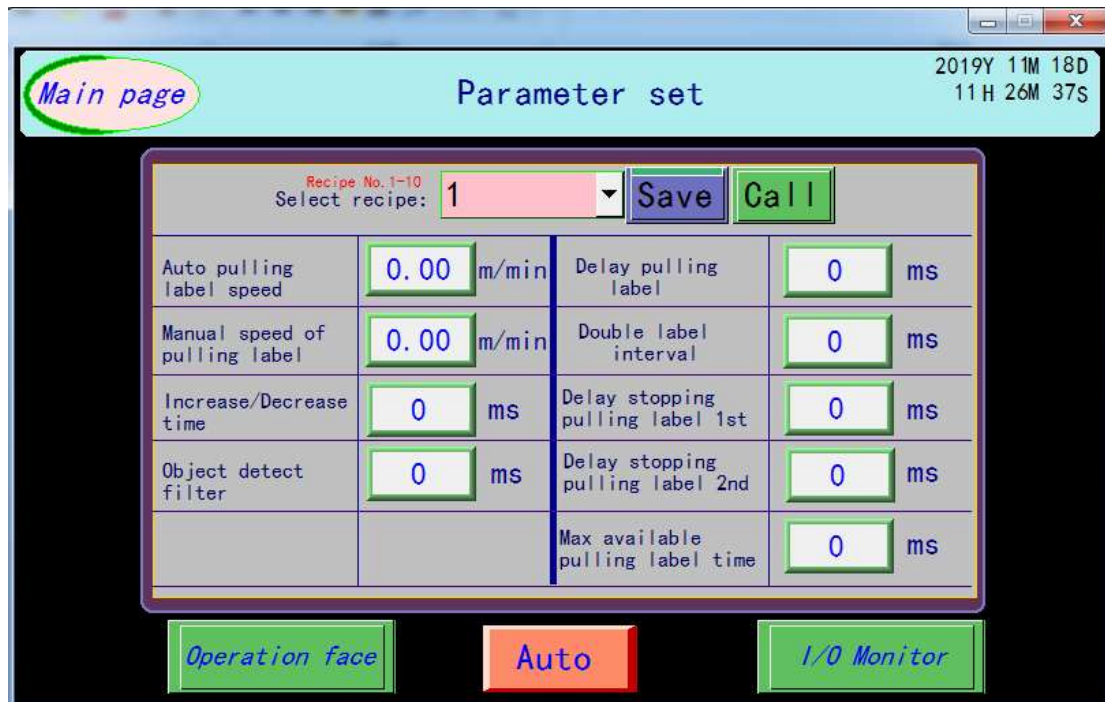 Main page
Parameter set
2019Y 11M 18D
11H 26M 37S
Recipe No.1-10
Select recipe:
1
Save
Call
Auto pulling
label speed
0.00
m/min
Delay pulling
label
0
ms
Manual speed of
pulling label
0.00
m/min
Double label
interval
0
ms
Increase/Decrease
time
0
ms
Delay stopping
pulling label 1st
0
ms
Object detect
filter
0
ms
Delay stopping
pulling label 2nd
0
ms
Max available
pulling label time
0
ms
Operation face
Auto
I/O Monitor